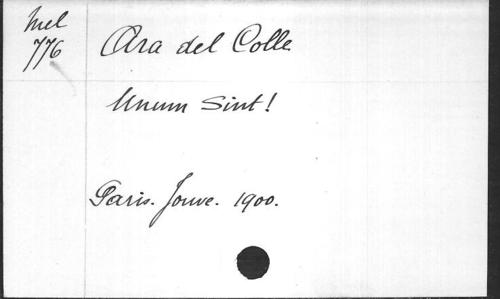 Mel
776
Ara del Colle
Unum Sint!
Paris. Jouve. 1900.